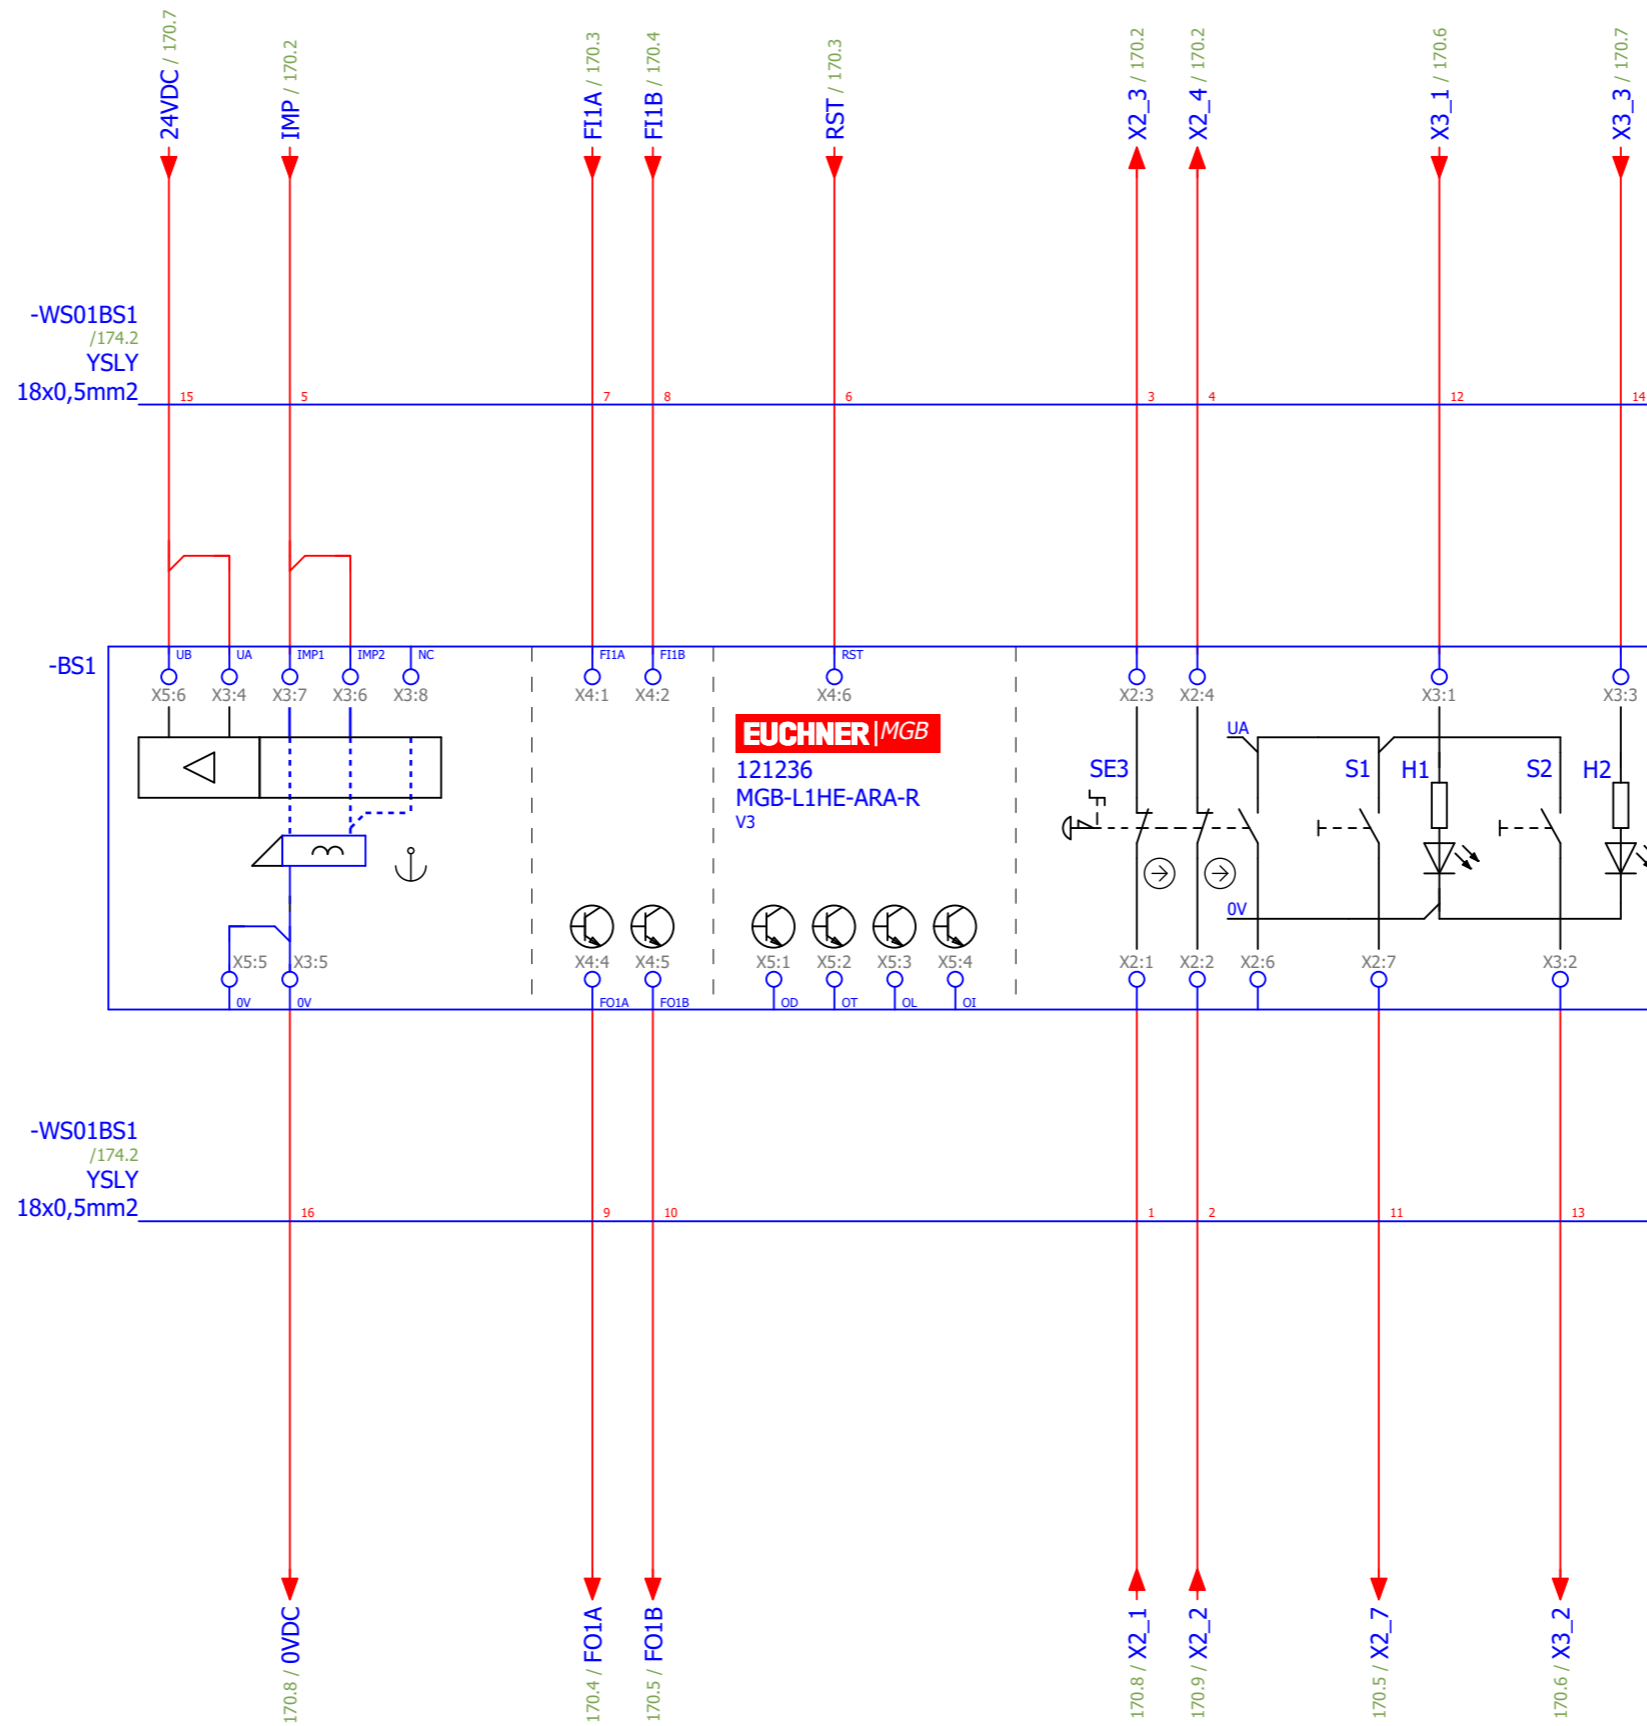 24VDC / 170.7
IMP / 170.2
FI1A / 170.3
FI1B / 170.4
RST / 170.3
X2_3 / 170.2
X2_4 / 170.2
X3_1 / 170.6
X3_3 / 170.7
-WS01BS1
/174.2
YSLY
18x0,5mm2
15 5 7 8 6 3 4 12 14
-BS1
UB UA IMP1 IMP2 NC FI1A FI1B RST
X5:6 X3:4 X3:7 X3:6 X3:8 X4:1 X4:2 X4:6 X2:3 X2:4 X3:1 X3:3
EUCHNER|MGB
121236
MGB-L1HE-ARA-R
V3
UA
SE3 S1 H1 S2 H2
0V
X5:5 X3:5 X4:4 X4:5 X5:1 X5:2 X5:3 X5:4 X2:1 X2:2 X2:6 X2:7 X3:2
0V 0V FO1A FO1B OD OT OL OI
-WS01BS1
/174.2
YSLY
18x0,5mm2
16 9 10 1 2 11 13
170.8 / 0VDC
170.4 / FO1A
170.5 / FO1B
170.8 / X2_1
170.9 / X2_2
170.5 / X2_7
170.6 / X3_2